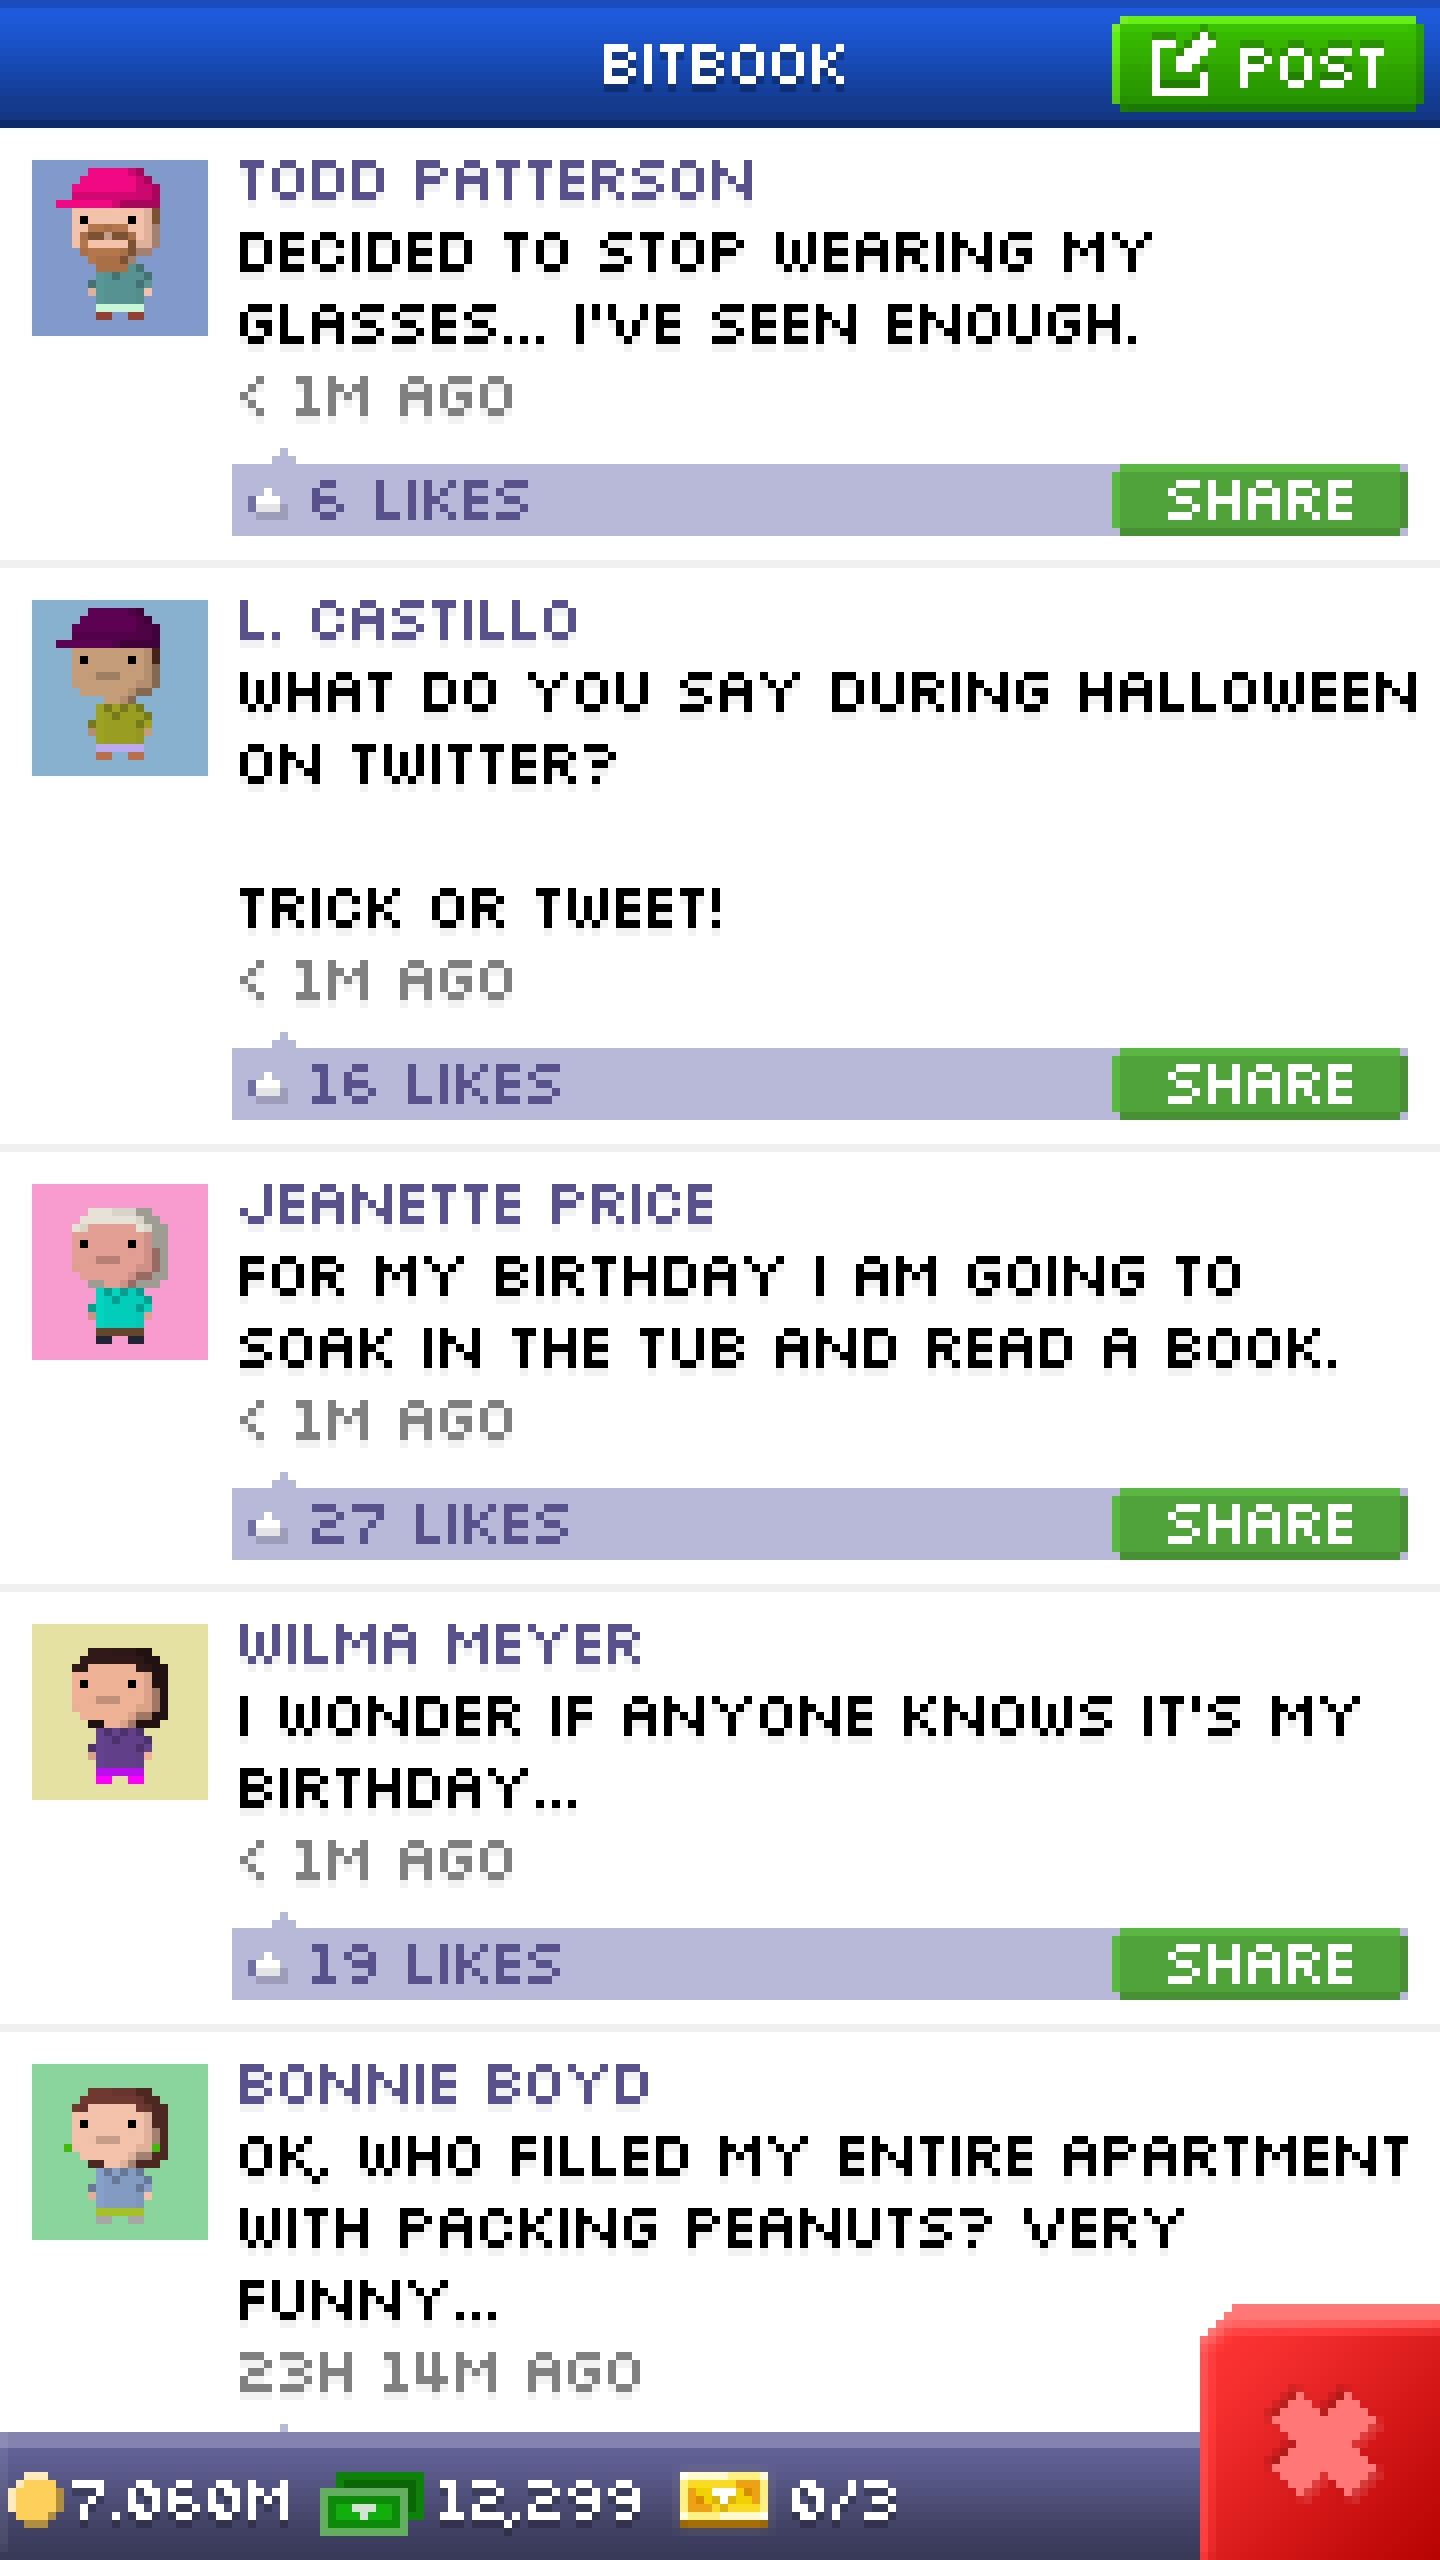 BITBOOK
POST
TODD PATTERSON
DECIDED TO STOP WEARING MY
GLASSES... I'VE SEEN ENOUGH.
< 1M AGO
6 LIKES
SHARE
L. CASTILLO
WHAT DO YOU SAY DURING HALLOWEEN
ON TWITTER?
TRICK OR TWEET!
< 1M AGO
16 LIKES
SHARE
JEANETTE PRICE
FOR MY BIRTHDAY I AM GOING TO
SOAK IN THE TUB AND READ A BOOK.
< 1M AGO
27 LIKES
SHARE
WILMA MEYER
I WONDER IF ANYONE KNOWS IT'S MY
BIRTHDAY...
< 1M AGO
19 LIKES
SHARE
BONNIE BOYD
OK, WHO FILLED MY ENTIRE APARTMENT
WITH PACKING PEANUTS? VERY
FUNNY...
23H 14M AGO
7.060M 12,299 0/3